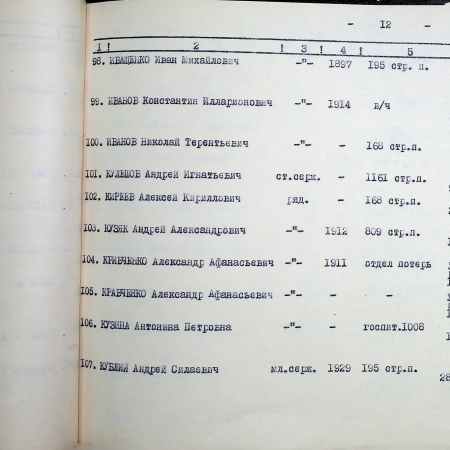 - 12 -
1 ! 2 ! 3 ! 4 ! 5
98. ИВАЩЕНКО Иван Михайлович -"- 1897 195 стр. п.
99. ИВАНОВ Константин Илларионович -"- 1914 в/ч
100. ИВАНОВ Николай Терентьевич -"- - 168 стр.п.
101. КУЛЕШОВ Андрей Игнатьевич ст.серж. - 1161 стр.п.
102. КИРЕЕВ Алексей Кириллович ряд. - 168 стр.п.
103. КУЗЯК Андрей Александрович -"- 1912 809 стр.п.
104. КРИВЧЕНКО Александр Афанасьевич -"- 1911 отдел потерь
105. КРАВЧЕНКО Александр Афанасьевич -"- - -
106. КУЗИНА Антонина Петровна -"- - госпит.1008
107. Андрей Силаевич мл.серж. 1929 195 стр.п.
28